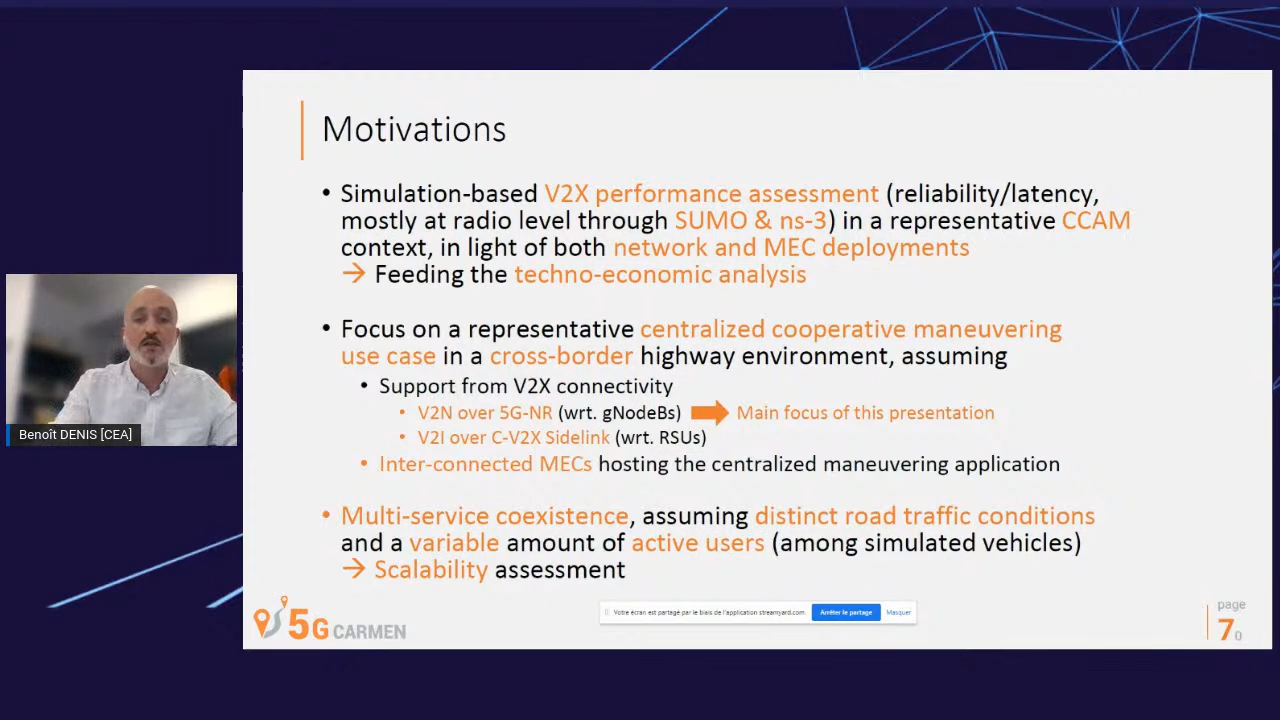 Motivations
• Simulation-based V2X performance assessment (reliability/latency,
mostly at radio level through SUMO & ns-3) in a representative CCAM
context, in light of both network and MEC deployments
→ Feeding the techno-economic analysis
• Focus on a representative centralized cooperative maneuvering
use case in a cross-border highway environment, assuming
• Support from V2X connectivity
• V2N over 5G-NR (wrt. gNodeBs) Main focus of this presentation
• V2I over C-V2X Sidelink (wrt. RSUs)
• Inter-connected MECs hosting the centralized maneuvering application
• Multi-service coexistence, assuming distinct road traffic conditions
and a variable amount of active users (among simulated vehicles)
→ Scalability assessment
Benoît DENIS [CEA]
Votre écran est partagé par le biais de l'application streamyard.com. Arrêter le partage Masquer
5G CARMEN
page
7 0